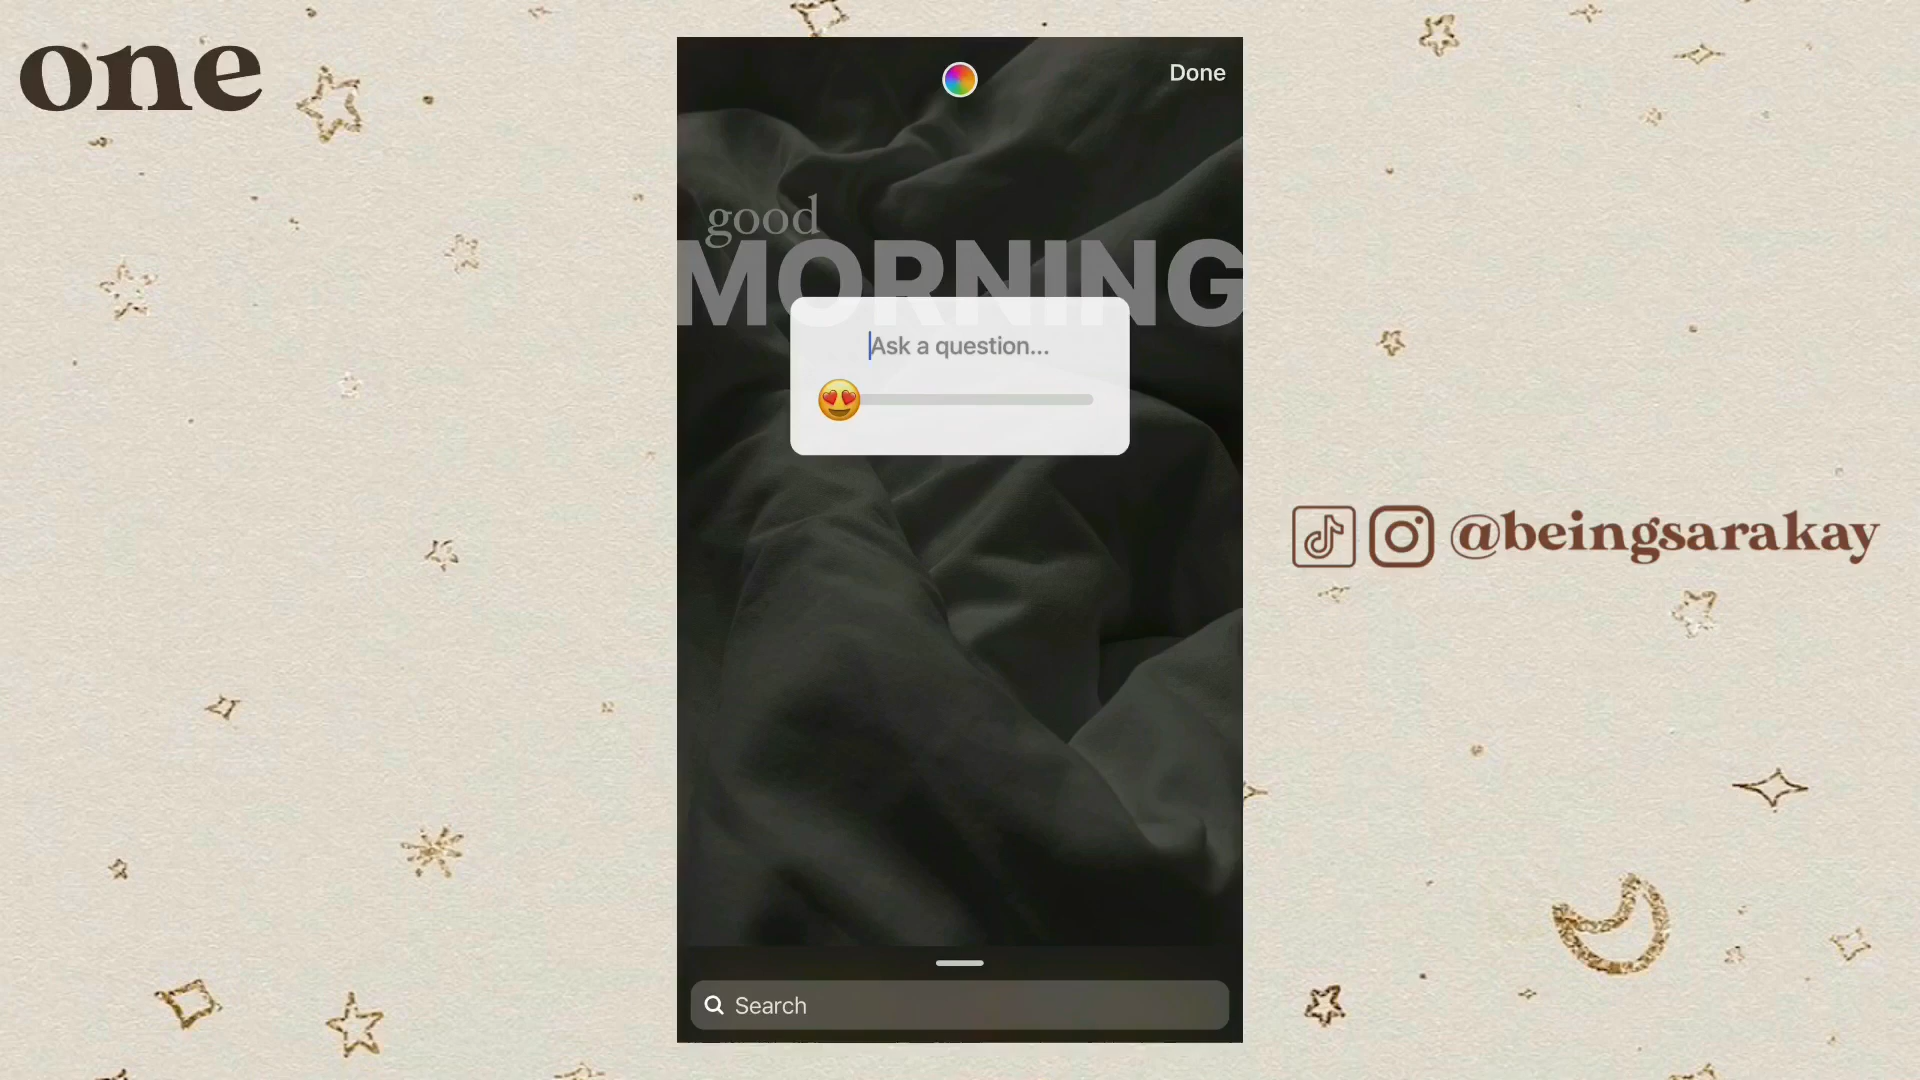 one
Done
good
MORNING
Ask a question...
@beingsarakay
Search